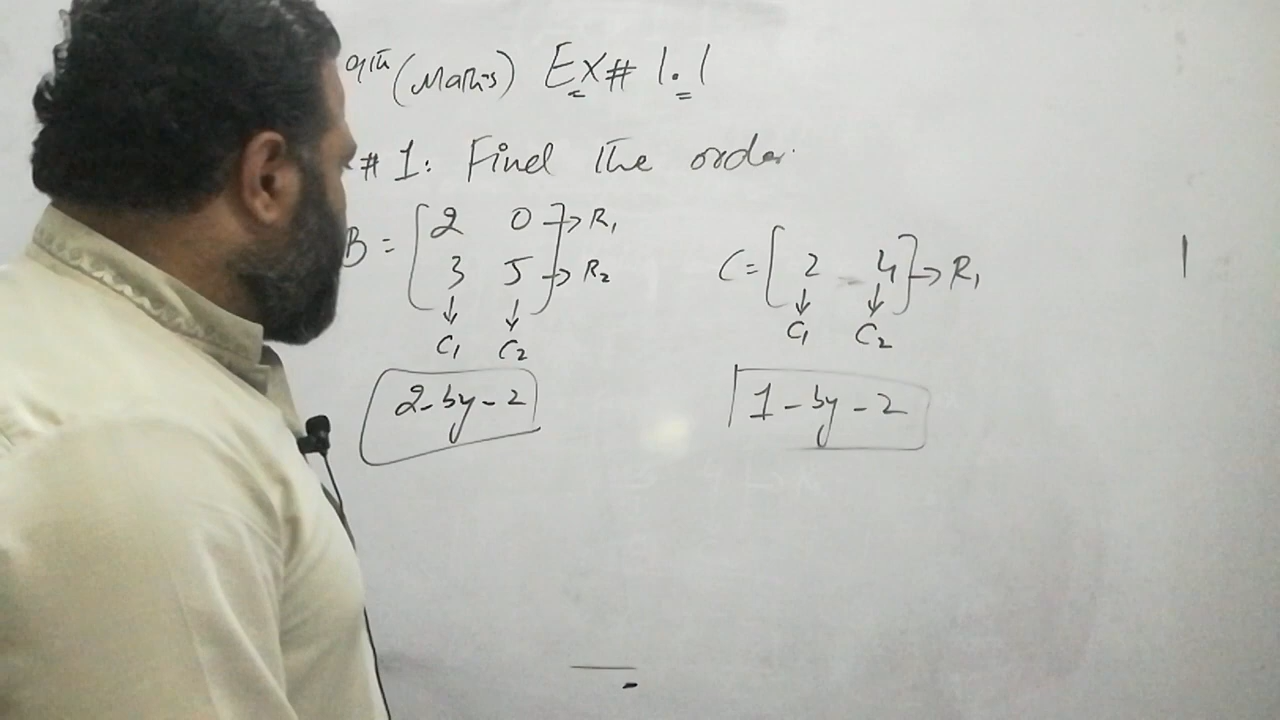 9th (Maths) Ex# 1.1
# 1: Find the order.
B = [ 2 0 ] → R1
3 5 → R2
↓ ↓
C1 C2
2-by-2
C = [ 2 4 ] → R1
↓ ↓
C1 C2
1-by-2